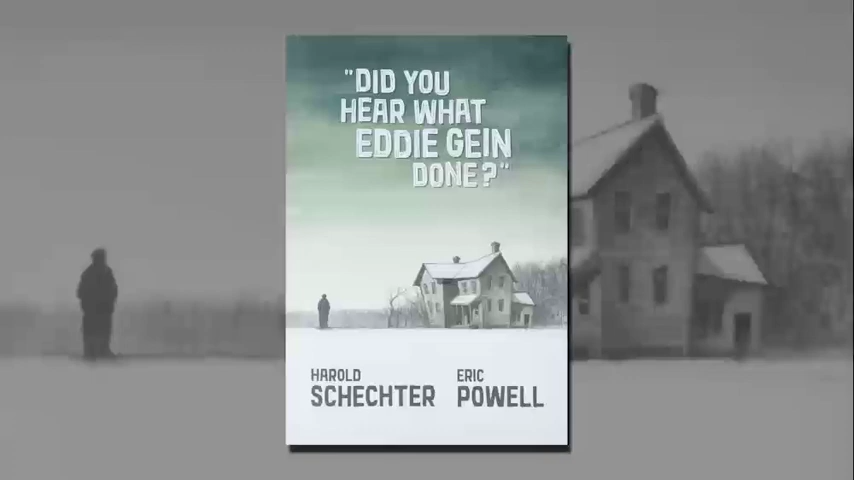 "DID YOU
HEAR WHAT
EDDIE GEIN
DONE?"
HAROLD
SCHECHTER
ERIC
POWELL